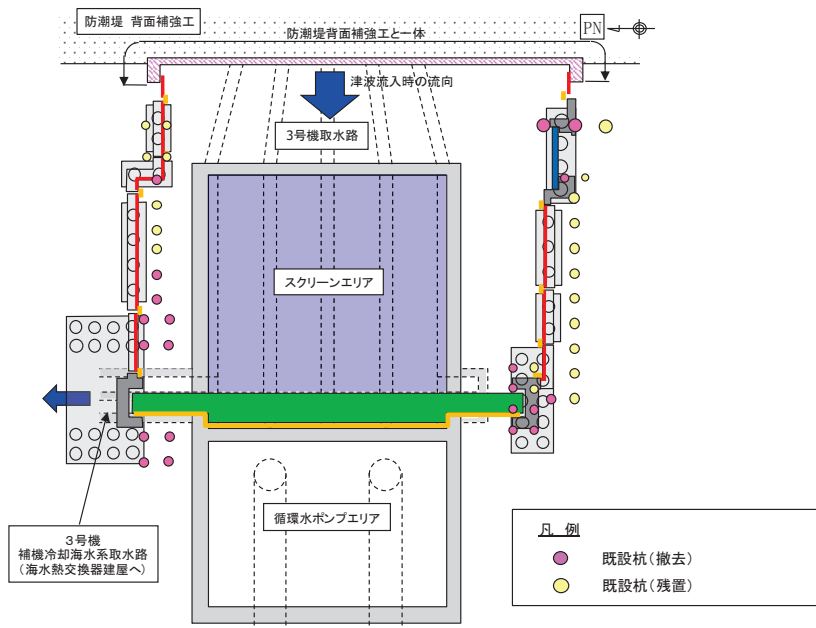 防潮堤 背面補強工
防潮堤背面補強工と一体
PN
津波流入時の流向
3号機取水路
スクリーンエリア
循環水ポンプエリア
3号機
補機冷却海水系取水路
(海水熱交換器建屋へ)
凡 例
既設杭(撤去)
既設杭(残置)